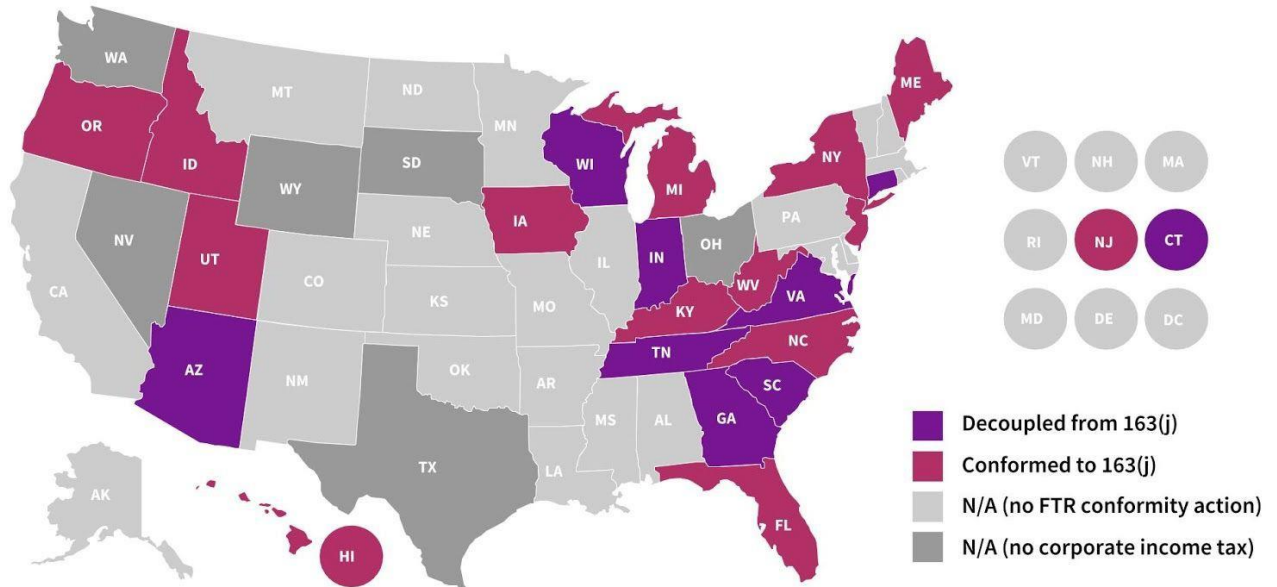 WA
MT
ND
MN
ME
OR
ID
SD
WI
NY
WY
MI
VT
NH
MA
NV
UT
NE
IA
PA
RI
NJ
CT
CA
CO
KS
MO
IL
IN
OH
WV
VA
KY
MD
DE
DC
AZ
NM
OK
AR
TN
NC
SC
MS
AL
GA
TX
LA
FL
AK
HI
Decoupled from 163(j)
Conformed to 163(j)
N/A (no FTR conformity action)
N/A (no corporate income tax)